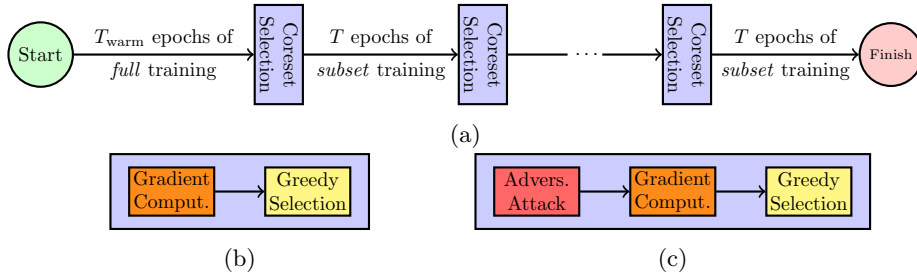 Start
T_warm epochs of
full training
Coreset
Selection
T epochs of
subset training
Coreset
Selection
···
Coreset
Selection
T epochs of
subset training
Finish
(a)
Gradient
Comput.
Greedy
Selection
(b)
Advers.
Attack
Gradient
Comput.
Greedy
Selection
(c)